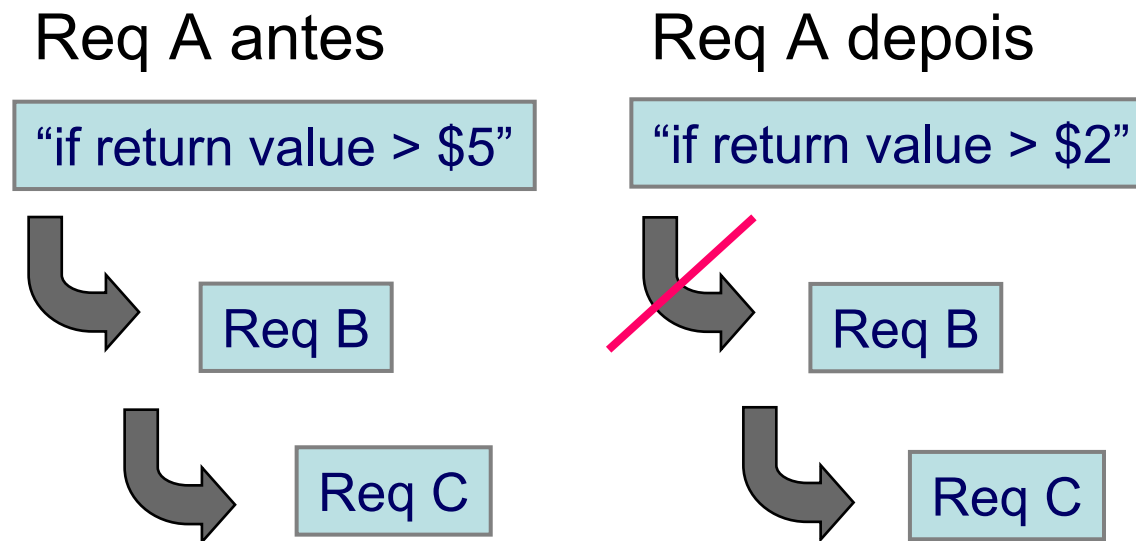 Req A antes
“if return value > $5”
Req B
Req C
Req A depois
“if return value > $2”
Req B
Req C